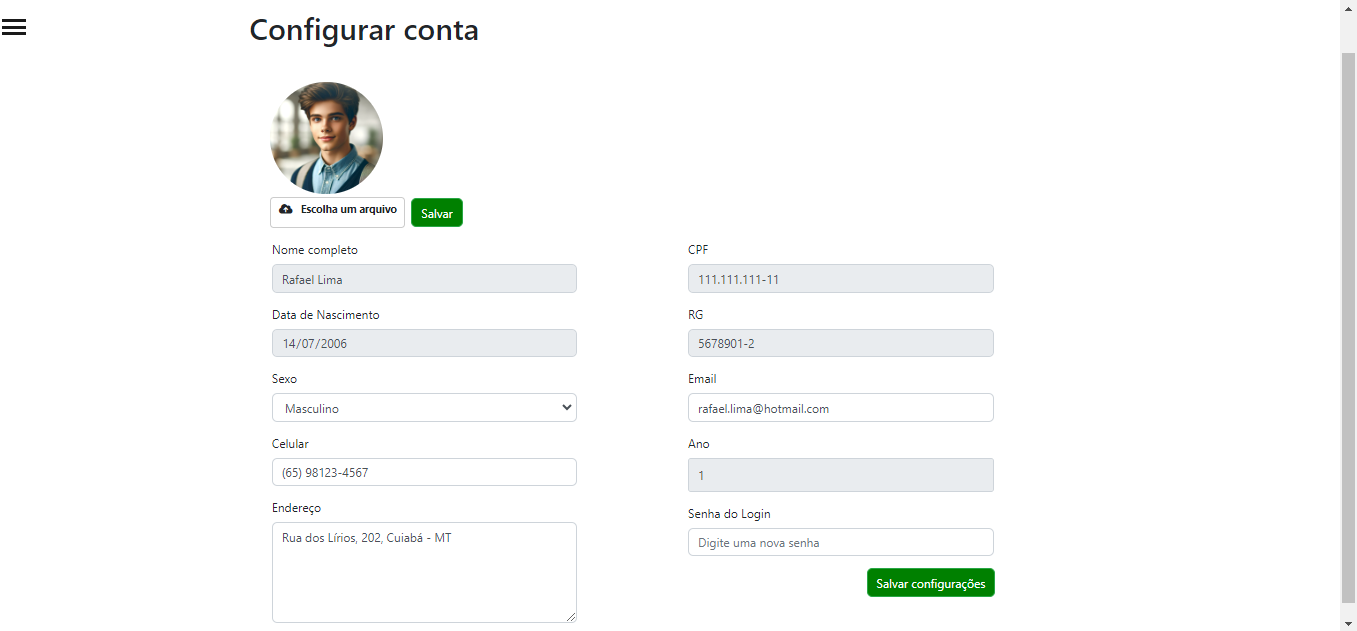 Configurar conta
Escolha um arquivo
Salvar
Nome completo
Rafael Lima
CPF
111.111.111-11
Data de Nascimento
14/07/2006
RG
5678901-2
Sexo
Masculino
Email
rafael.lima@hotmail.com
Celular
(65) 98123-4567
Ano
1
Endereço
Rua dos Lírios, 202, Cuiabá - MT
Senha do Login
Digite uma nova senha
Salvar configurações